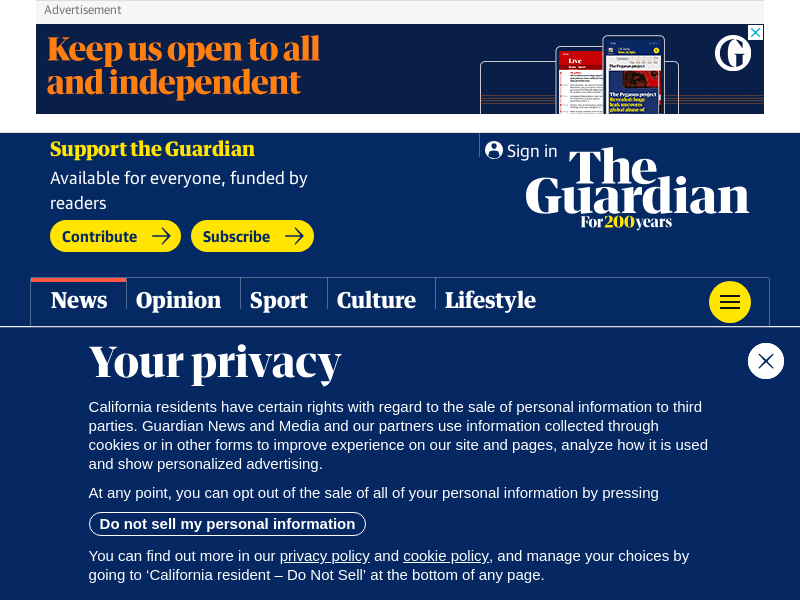 Advertisement
Keep us open to all
and independent
Live
The Pegasus project
The Pegasus project
Revealed: huge
leak uncovers
global abuse of
Support the Guardian
Available for everyone, funded by
readers
Contribute
Subscribe
Sign in
The
Guardian
For 200 years
News
Opinion
Sport
Culture
Lifestyle
Your privacy
California residents have certain rights with regard to the sale of personal information to third
parties. Guardian News and Media and our partners use information collected through
cookies or in other forms to improve experience on our site and pages, analyze how it is used
and show personalized advertising.
At any point, you can opt out of the sale of all of your personal information by pressing
Do not sell my personal information
You can find out more in our privacy policy and cookie policy, and manage your choices by
going to ‘California resident – Do Not Sell’ at the bottom of any page.